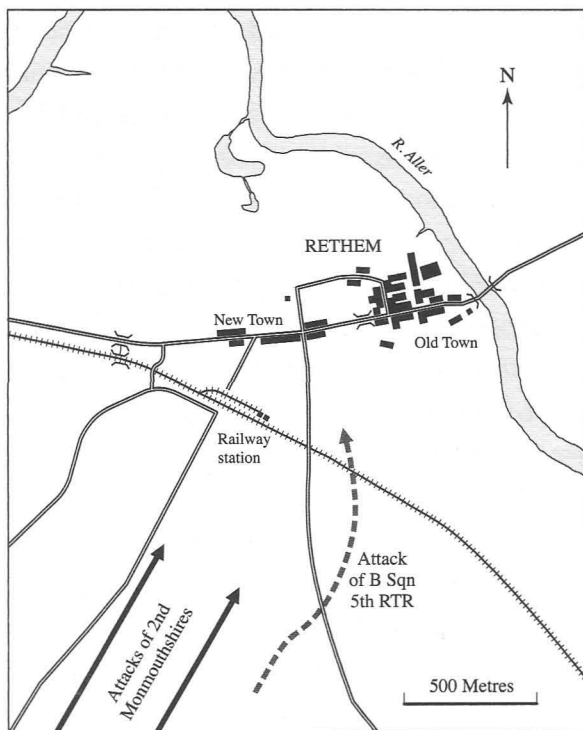 N
R. Aller
RETHEM
New Town
Old Town
Railway
station
Attack
of B Sqn
5th RTR
Attacks of 2nd
Monmouthshires
500 Metres